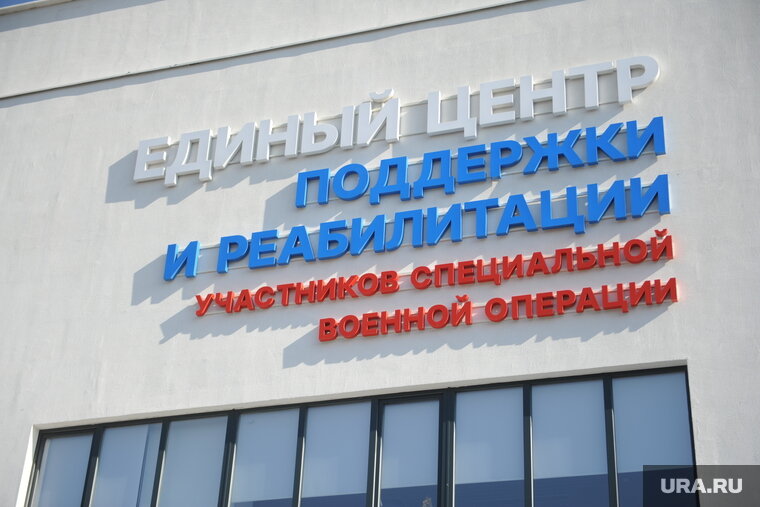 ЕДИНЫЙ ЦЕНТР
ПОДДЕРЖКИ
И РЕАБИЛИТАЦИИ
УЧАСТНИКОВ СПЕЦИАЛЬНОЙ
ВОЕННОЙ ОПЕРАЦИИ
URA.RU